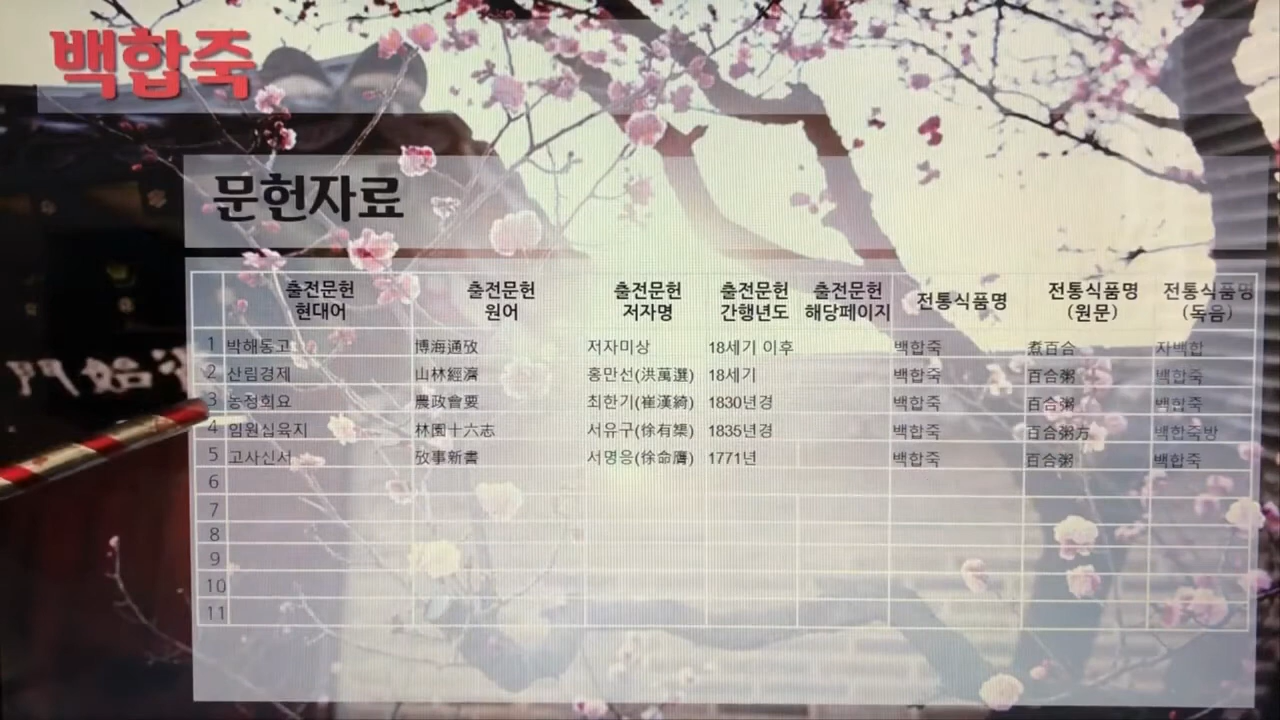 백합죽
문헌자료
출전문헌 현대어 출전문헌 원어 출전문헌 저자명 출전문헌 간행년도 출전문헌 해당페이지 전통식품명 전통식품명 (원문) 전통식품명 (독음)
1 박해통고 博海通攷 저자미상 18세기 이후 백합죽 煮百合 자백합
2 산림경제 山林經濟 홍만선(洪萬選) 18세기 백합죽 百合粥 백합죽
3 농정회요 農政會要 최한기(崔漢綺) 1830년경 백합죽 百合粥 백합죽
4 임원십육지 林園十六志 서유구(徐有榘) 1835년경 백합죽 百合粥方 백합죽방
5 고사신서 攷事新書 서명응(徐命膺) 1771년 백합죽 百合粥 백합죽
6
7
8
9
10
11
門始